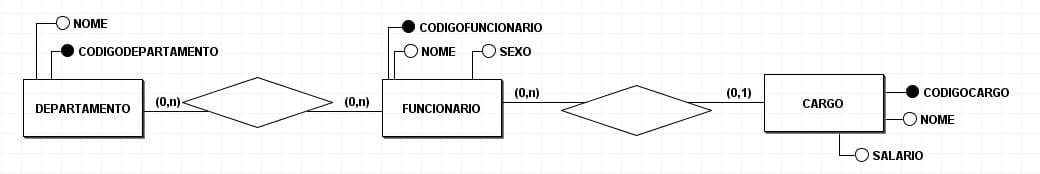 NOME
CODIGODEPARTAMENTO
DEPARTAMENTO
(0,n)
(0,n)
CODIGOFUNCIONARIO
NOME
SEXO
FUNCIONARIO
(0,n)
(0,1)
CARGO
CODIGOCARGO
NOME
SALARIO